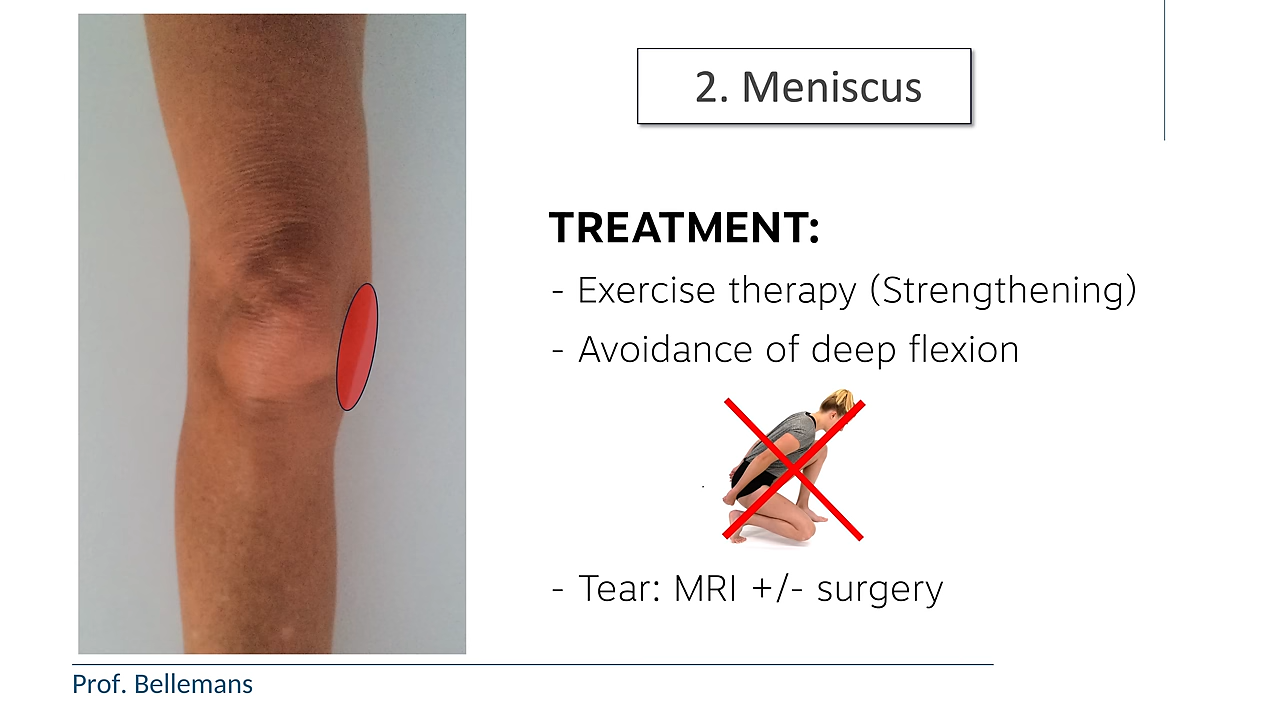 2. Meniscus
TREATMENT:
- Exercise therapy (Strengthening)
- Avoidance of deep flexion
- Tear: MRI +/- surgery
Prof. Bellemans